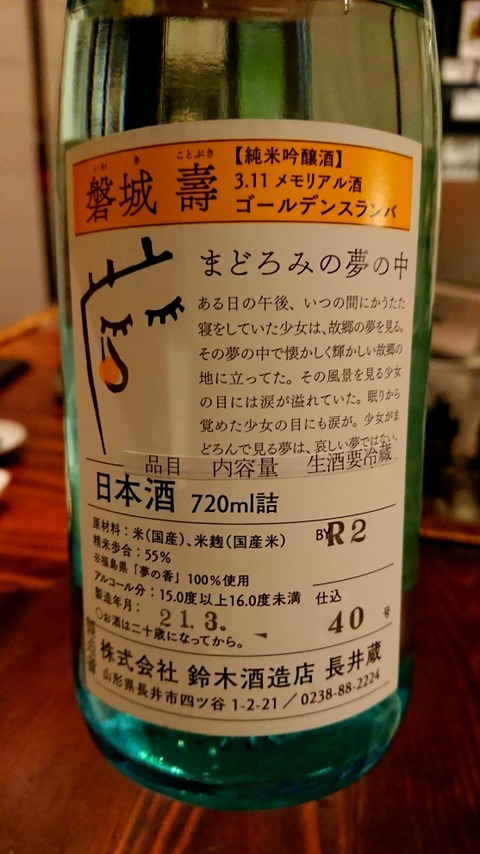 いわ き ことぶき
磐城 壽
【純米吟醸酒】
3.11 メモリアル酒
ゴールデンスランバ
まどろみの夢の中
ある日の午後、いつの間にかうたた
寝をしていた少女は、故郷の夢を見る。
その夢の中で懐かしく輝かしい故郷の
地に立ってた。その風景を見る少女
の目には涙が溢れていた。眠りから
覚めた少女の目にも涙が。少女がま
どろんで見る夢は、哀しい夢ではない。
品目 内容量 生酒要冷蔵
日本酒 720ml詰
原材料：米(国産)、米麹(国産米)
精米歩合：55%
※福島県「夢の香」100%使用
アルコール分：15.0度以上16.0度未満
製造年月：21.3.
○お酒は二十歳になってから。
BY R2
仕込
40号
製造者
株式会社 鈴木酒造店 長井蔵
山形県長井市四ツ谷 1-2-21／0238-88-2224